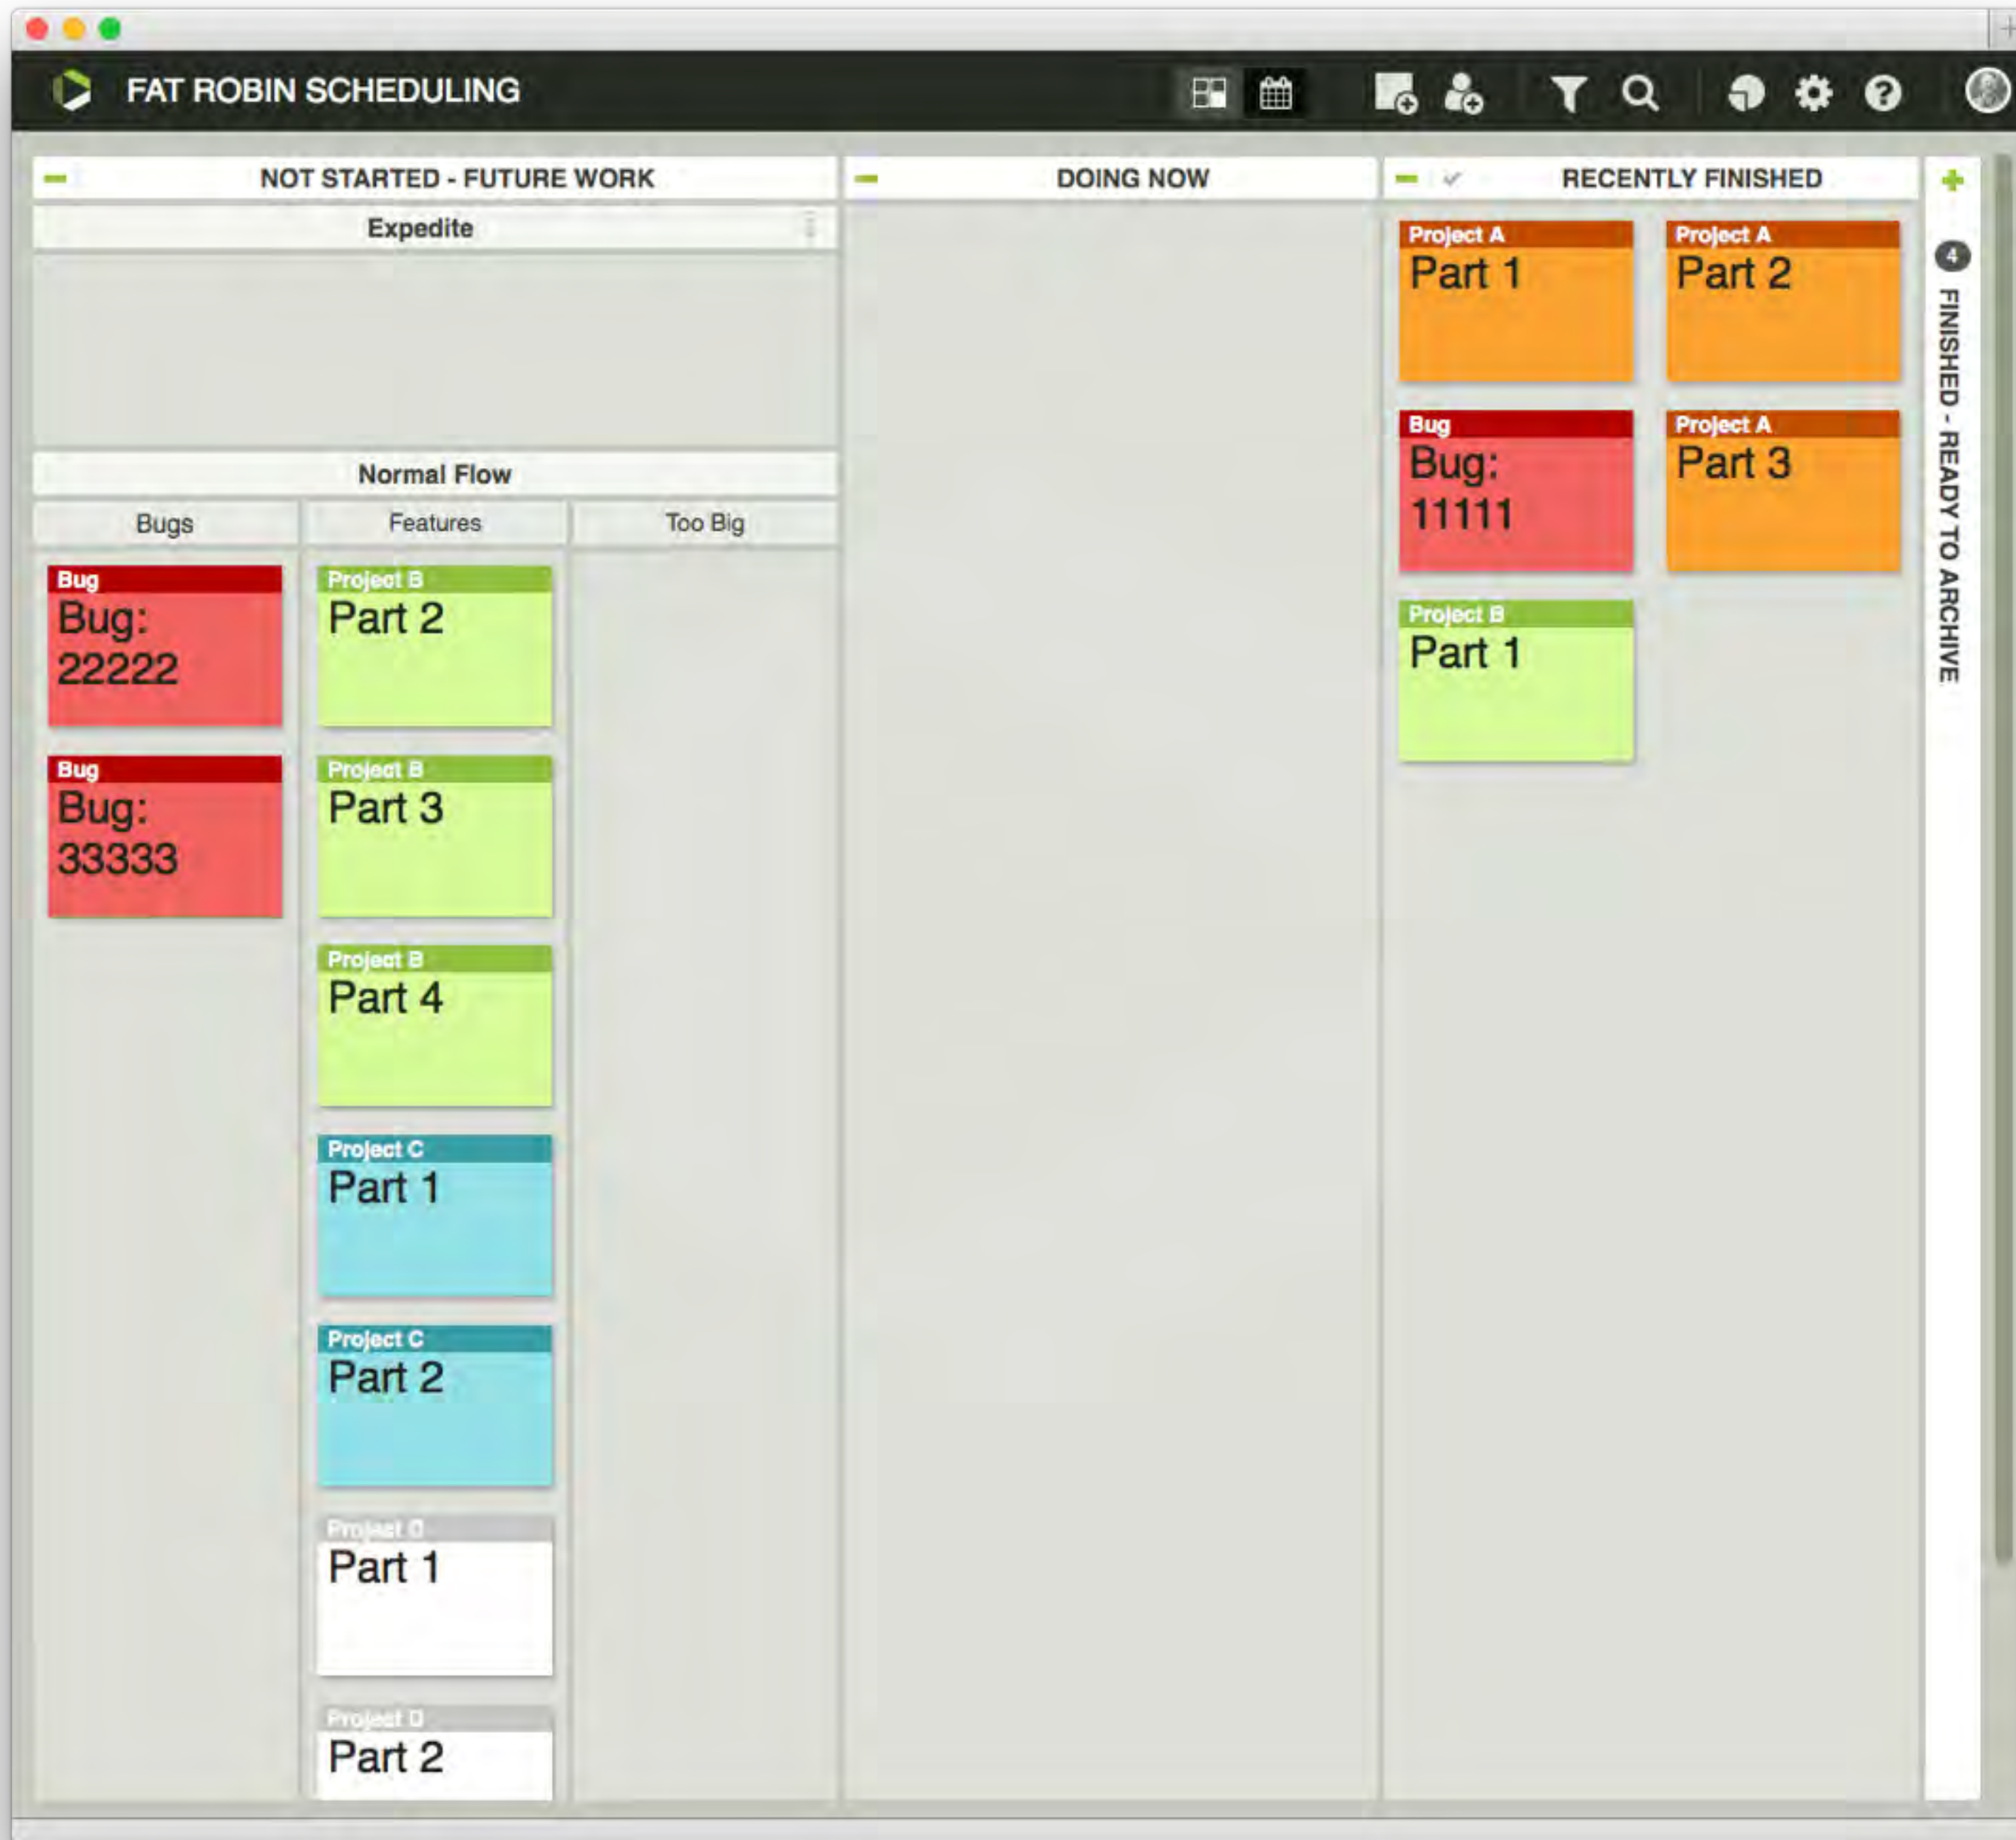 FAT ROBIN SCHEDULING
NOT STARTED - FUTURE WORK
Expedite
Normal Flow
Bugs
Features
Too Big
Bug
Bug:
22222
Bug
Bug:
33333
Project B
Part 2
Project B
Part 3
Project B
Part 4
Project C
Part 1
Project C
Part 2
Project D
Part 1
Project D
Part 2
DOING NOW
RECENTLY FINISHED
Project A
Part 1
Project A
Part 2
Bug
Bug:
11111
Project A
Part 3
Project B
Part 1
4
FINISHED - READY TO ARCHIVE